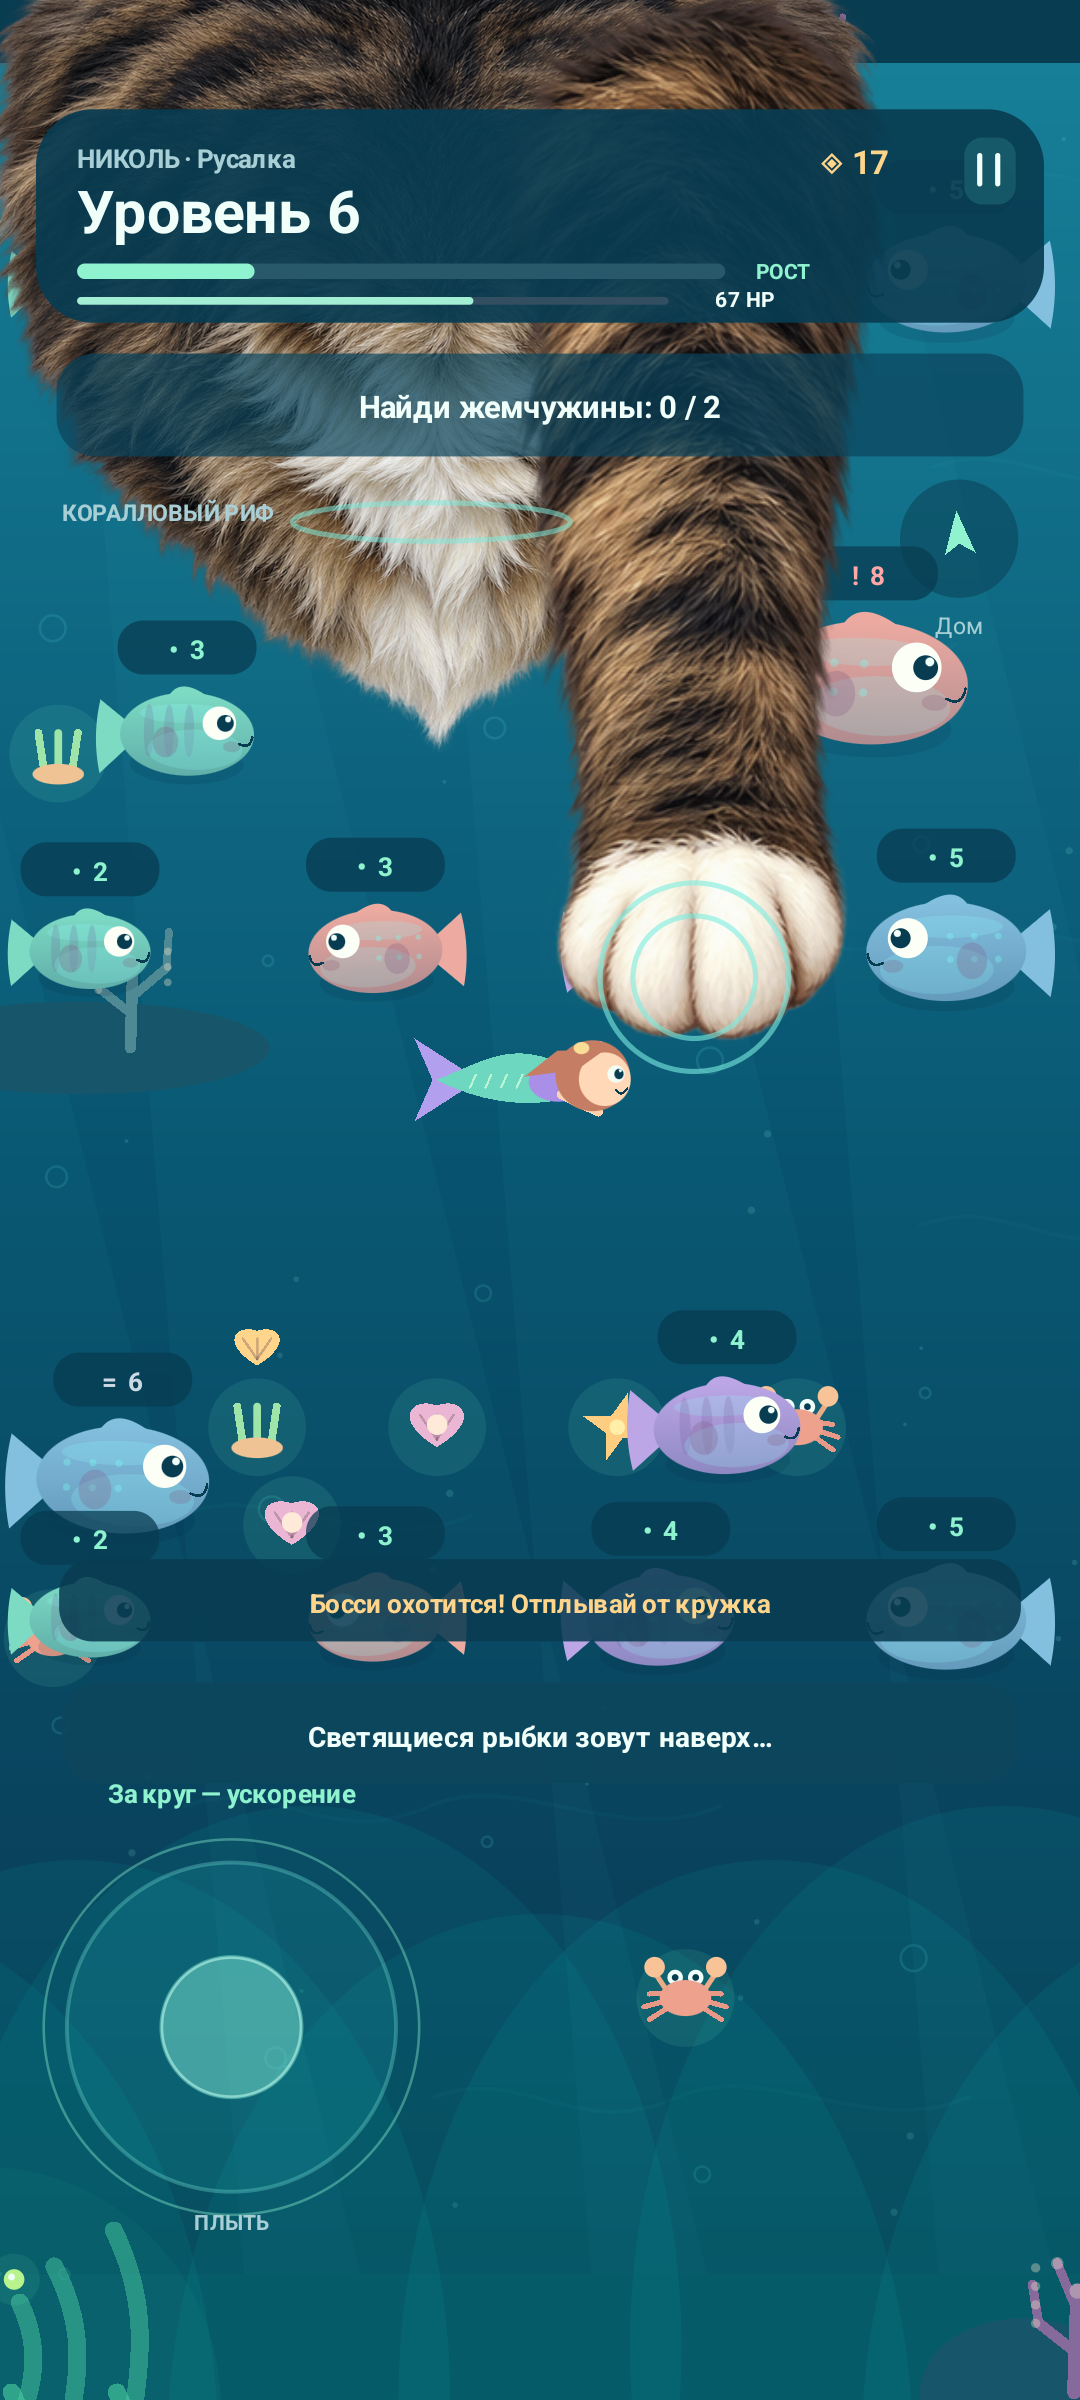 НИКОЛЬ · Русалка
17
5
Уровень 6
РОСТ
67 HP
Найди жемчужины: 0 / 2
КОРАЛЛОВЫЙ РИФ
! 8
Дом
· 3
· 2
· 3
· 5
· 4
= 6
· 2
· 3
· 4
· 5
Босси охотится! Отплывай от кружка
Светящиеся рыбки зовут наверх...
За круг — ускорение
ПЛЫТЬ